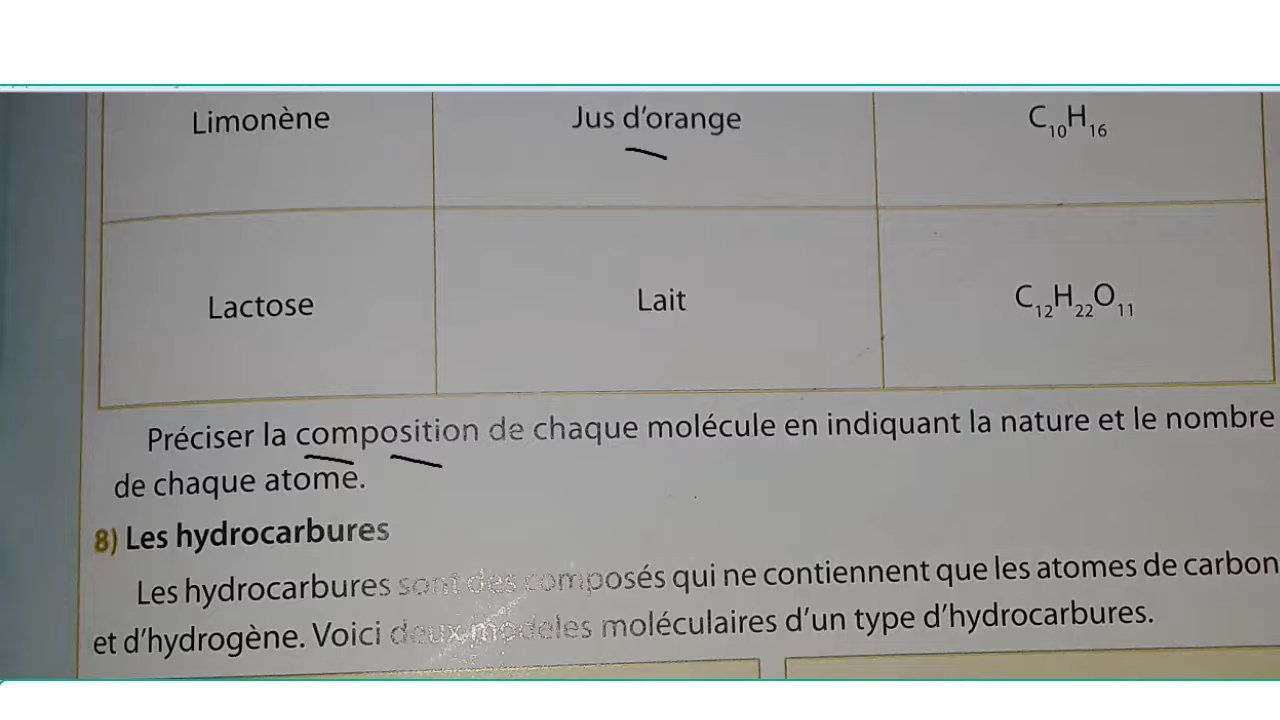 Limonène Jus d'orange C₁₀H₁₆
Lactose Lait C₁₂H₂₂O₁₁
Préciser la composition de chaque molécule en indiquant la nature et le nombre
de chaque atome.
8) Les hydrocarbures
Les hydrocarbures sont des composés qui ne contiennent que les atomes de carbon
et d'hydrogène. Voici deux modèles moléculaires d'un type d'hydrocarbures.